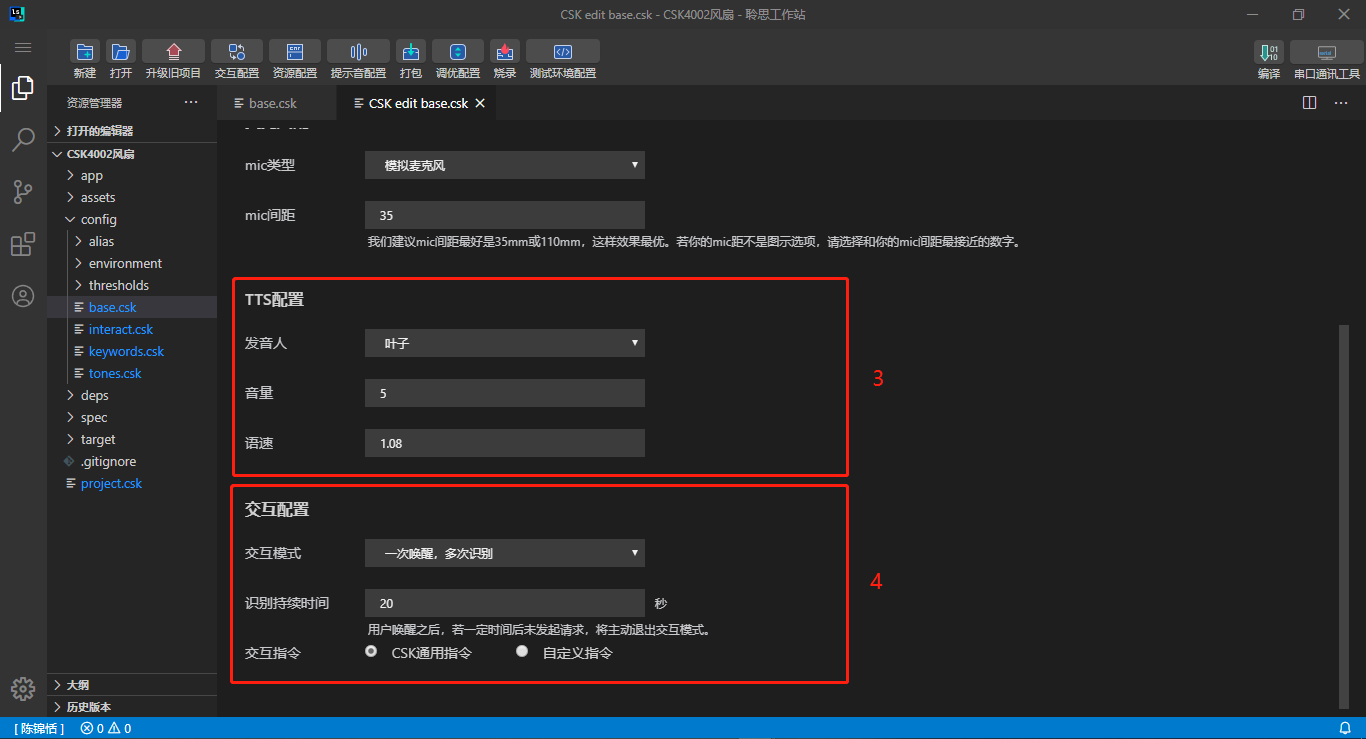 CSK edit base.csk - CSK4002风扇 - 聆思工作站
新建 打开 升级旧项目 交互配置 资源配置 提示音配置 打包 调优配置 烧录 测试环境配置 编译 串口通讯工具
资源管理器
base.csk
CSK edit base.csk
打开的编辑器
CSK4002风扇
app
assets
config
alias
environment
thresholds
base.csk
interact.csk
keywords.csk
tones.csk
deps
spec
target
.gitignore
project.csk
大纲
历史版本
mic类型
模拟麦克风
mic间距
35
我们建议mic间距最好是35mm或110mm，这样效果最优。若你的mic距不是图示选项，请选择和你的mic间距最接近的数字。
TTS配置
发音人
叶子
音量
5
语速
1.08
3
交互配置
交互模式
一次唤醒，多次识别
识别持续时间
20
秒
用户唤醒之后，若一定时间后未发起请求，将主动退出交互模式。
交互指令
CSK通用指令
自定义指令
4
[ 陈锦恬 ]
0
0